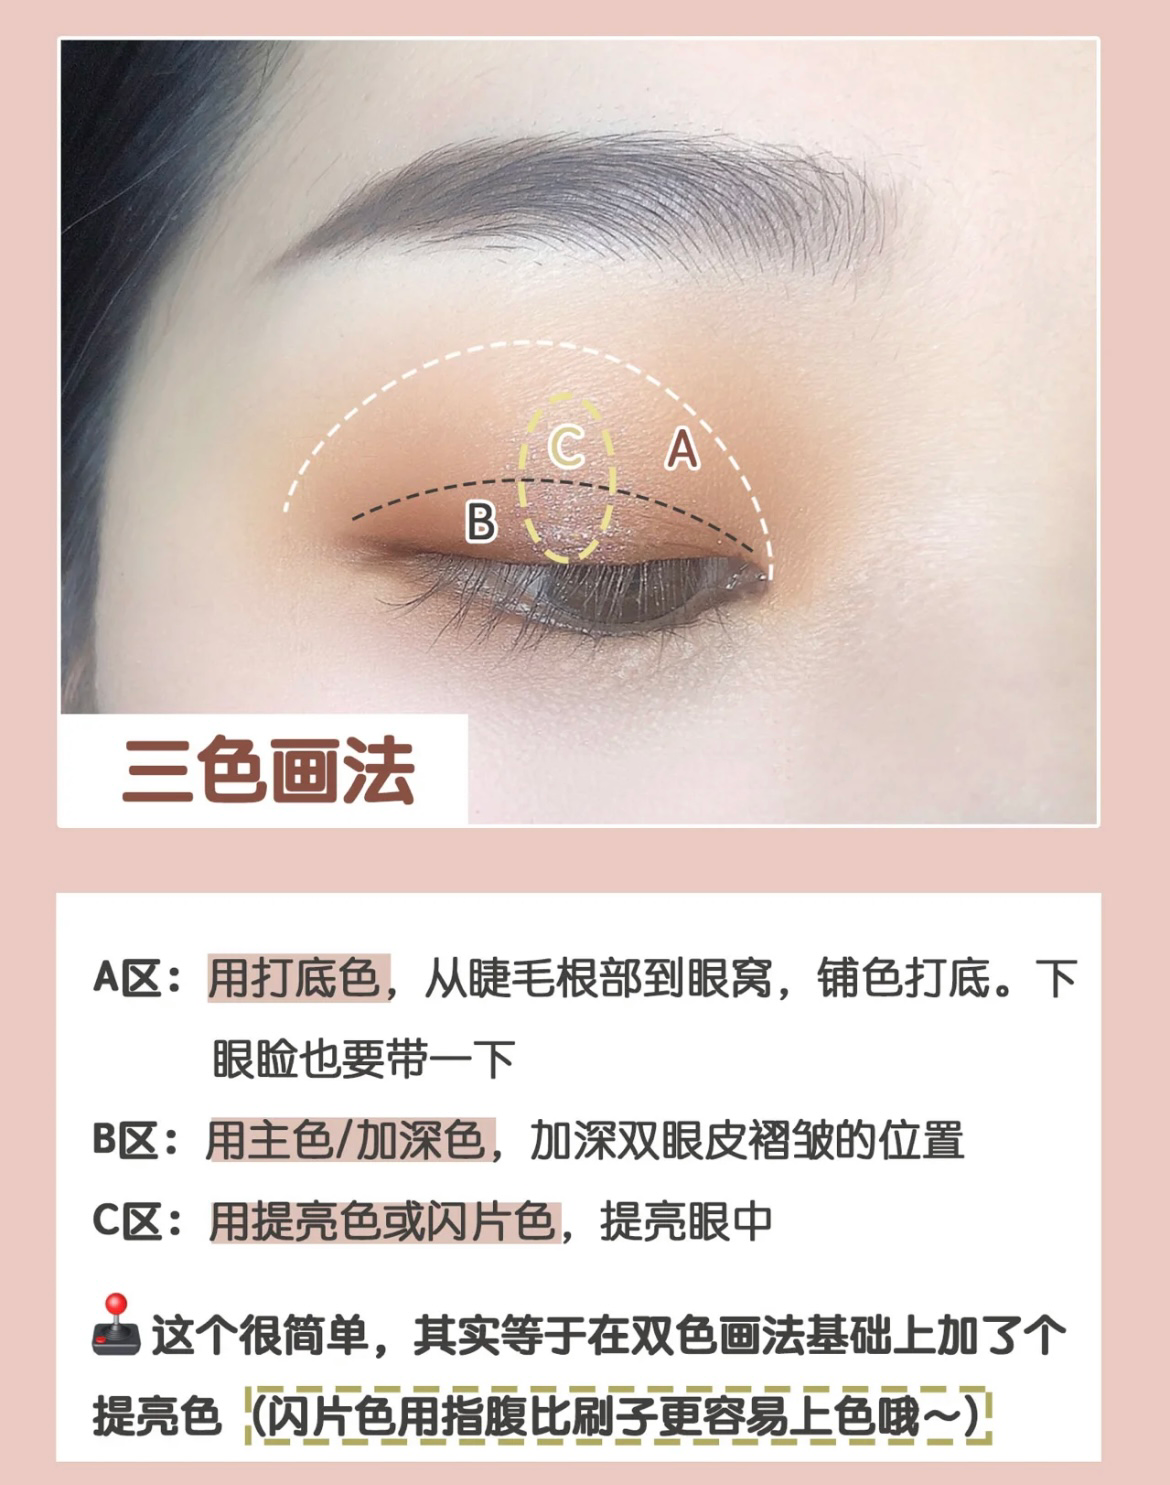 C
A
B
三色画法
A区：用打底色，从睫毛根部到眼窝，铺色打底。下
眼睑也要带一下
B区：用主色/加深色，加深双眼皮褶皱的位置
C区：用提亮色或闪片色，提亮眼中
这个很简单，其实等于在双色画法基础上加了个
提亮色（闪片色用指腹比刷子更容易上色哦～）